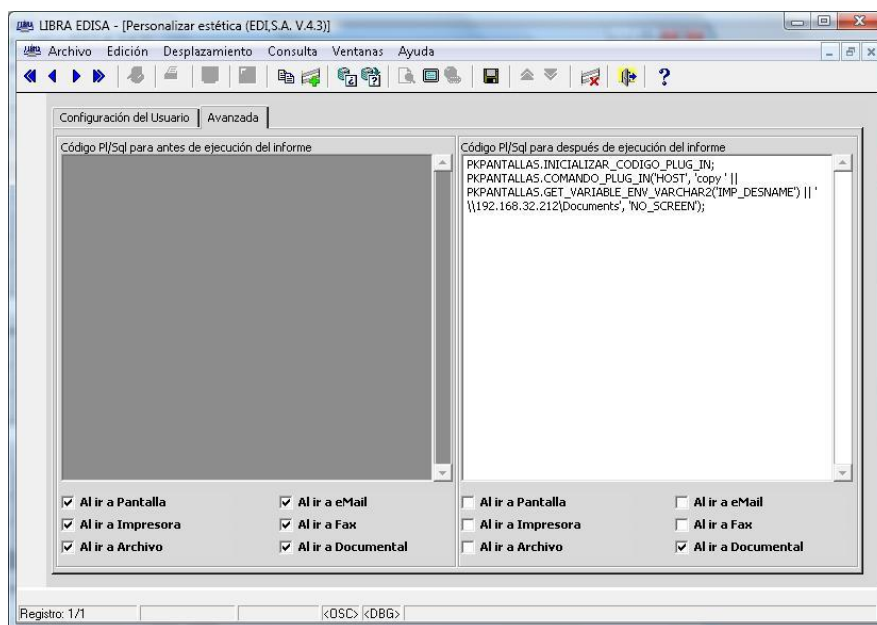 LIBRA EDISA - [Personalizar estética (EDI,S.A. V.4.3)]
Archivo Edición Desplazamiento Consulta Ventanas Ayuda
Configuración del Usuario Avanzada
Código Pl/Sql para antes de ejecución del informe
Código Pl/Sql para después de ejecución del informe
PKPANTALLAS.INICIALIZAR_CODIGO_PLUG_IN;
PKPANTALLAS.COMANDO_PLUG_IN('HOST', 'copy ' ||
PKPANTALLAS.GET_VARIABLE_ENV_VARCHAR2('IMP_DESNAME') || '
\\192.168.32.212\Documents', 'NO_SCREEN');
Al ir a Pantalla Al ir a eMail Al ir a Pantalla Al ir a eMail
Al ir a Impresora Al ir a Fax Al ir a Impresora Al ir a Fax
Al ir a Archivo Al ir a Documental Al ir a Archivo Al ir a Documental
Registro: 1/1 <OSC> <DBG>